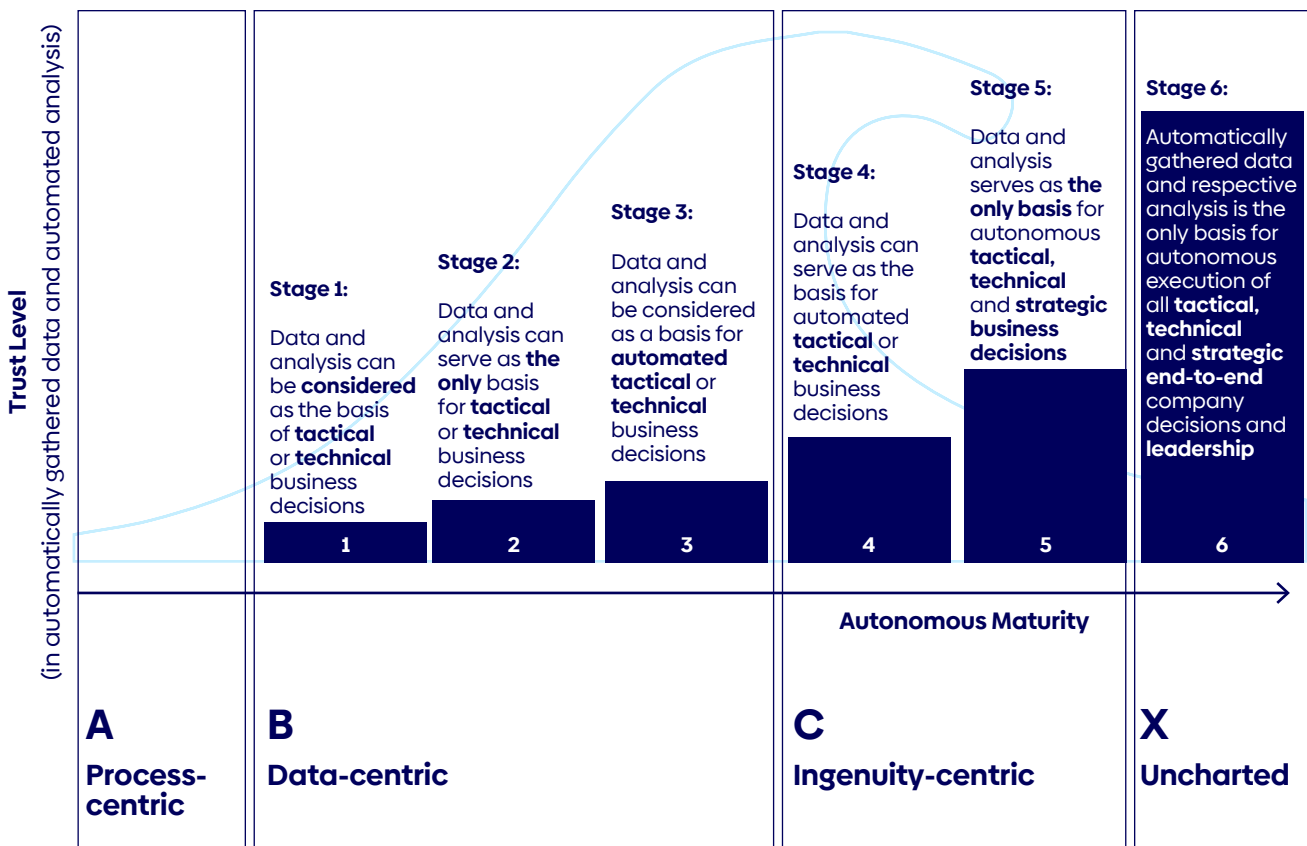 Trust Level
(in automatically gathered data and automated analysis)
Stage 1:
Data and
analysis can
be considered
as the basis
of tactical
or technical
business
decisions
1
Stage 2:
Data and
analysis can
serve as the
only basis
for tactical
or technical
business
decisions
2
Stage 3:
Data and
analysis can
be considered
as a basis for
automated
tactical or
technical
business
decisions
3
Stage 4:
Data and
analysis can
serve as the
basis for
automated
tactical or
technical
business
decisions
4
Stage 5:
Data and
analysis
serves as the
only basis for
autonomous
tactical,
technical
and strategic
business
decisions
5
Stage 6:
Automatically
gathered data
and respective
analysis is the
only basis for
autonomous
execution of
all tactical,
technical
and strategic
end-to-end
company
decisions and
leadership
6
Autonomous Maturity
A
Process-
centric
B
Data-centric
C
Ingenuity-centric
X
Uncharted